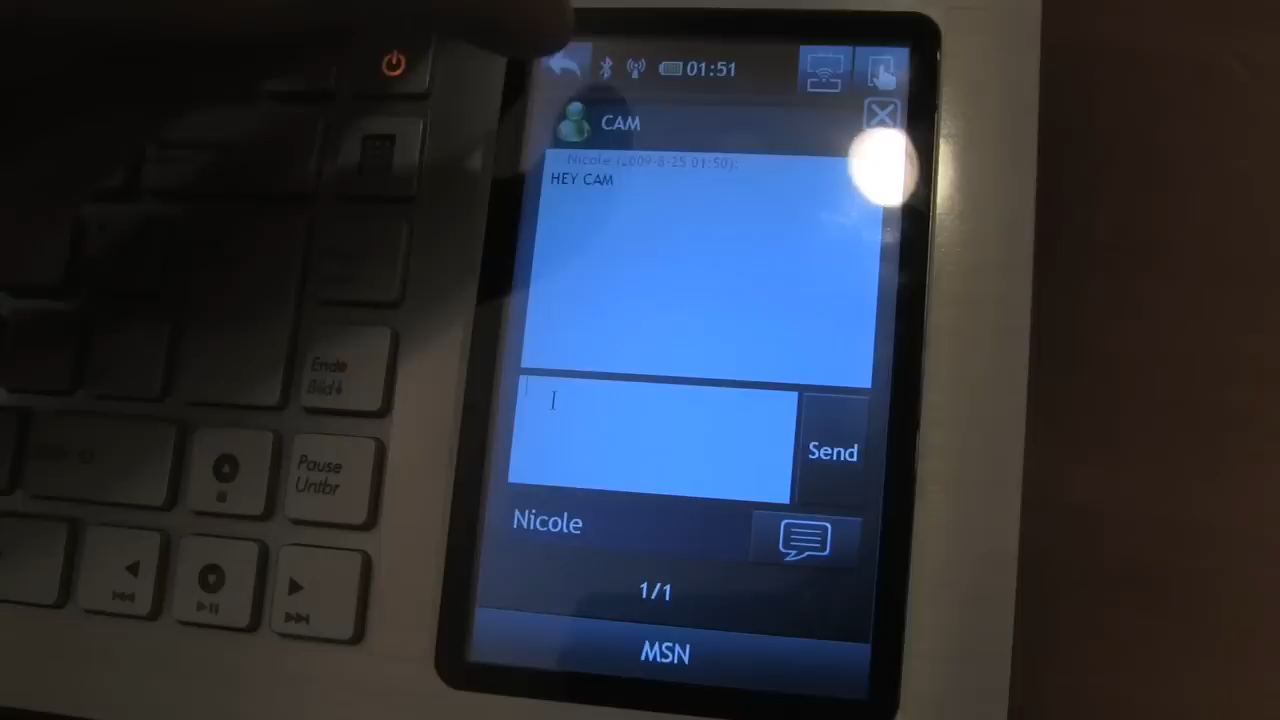 01:51
CAM
Nicole (2009-8-25 01:50):
HEY CAM
Send
Nicole
1/1
MSN
Ende
Bild↓
Pause
Untbr